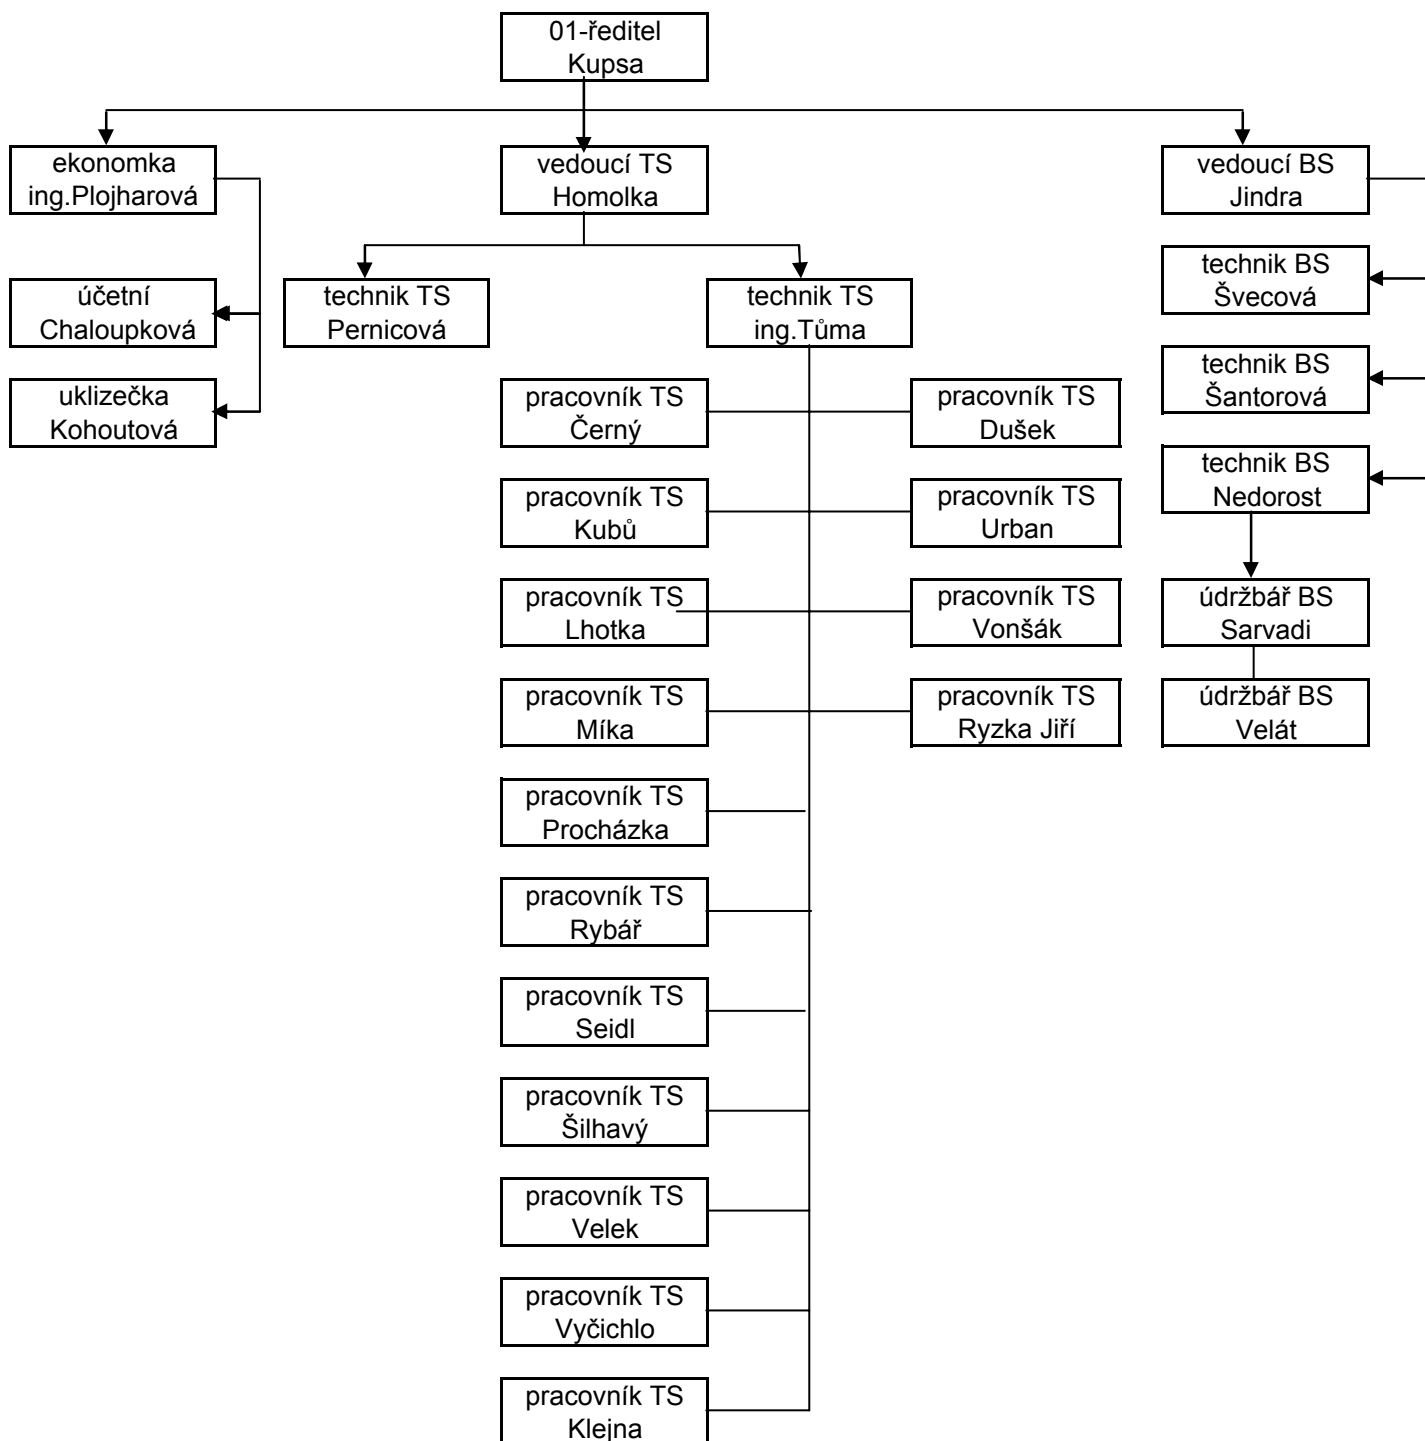 01-ředitel
Kupsa
ekonomka
ing.Plojharová
vedoucí TS
Homolka
vedoucí BS
Jindra
účetní
Chaloupková
technik TS
Pernicová
technik TS
ing.Tůma
technik BS
Švecová
uklizečka
Kohoutová
pracovník TS
Černý
pracovník TS
Dušek
technik BS
Šantorová
pracovník TS
Kubů
pracovník TS
Urban
technik BS
Nedorost
pracovník TS
Lhotka
pracovník TS
Vonšák
údržbář BS
Sarvadi
pracovník TS
Míka
pracovník TS
Ryzka Jiří
údržbář BS
Velát
pracovník TS
Procházka
pracovník TS
Rybář
pracovník TS
Seidl
pracovník TS
Šilhavý
pracovník TS
Velek
pracovník TS
Vyčichlo
pracovník TS
Klejna